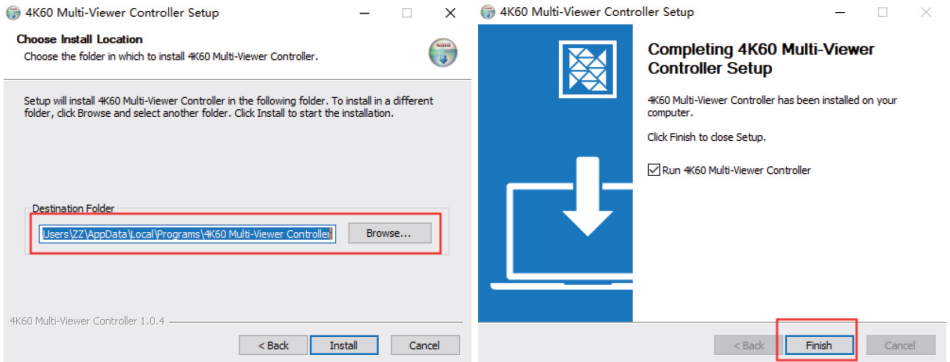 4K60 Multi-Viewer Controller Setup
Choose Install Location
Choose the folder in which to install 4K60 Multi-Viewer Controller.
Setup will install 4K60 Multi-Viewer Controller in the following folder. To install in a different
folder, click Browse and select another folder. Click Install to start the installation.
Destination Folder
Users\ZZ\AppData\Local\Programs\4K60 Multi-Viewer Controller
Browse...
4K60 Multi-Viewer Controller 1.0.4
< Back
Install
Cancel
4K60 Multi-Viewer Controller Setup
Completing 4K60 Multi-Viewer
Controller Setup
4K60 Multi-Viewer Controller has been installed on your
computer.
Click Finish to close Setup.
Run 4K60 Multi-Viewer Controller
< Back
Finish
Cancel